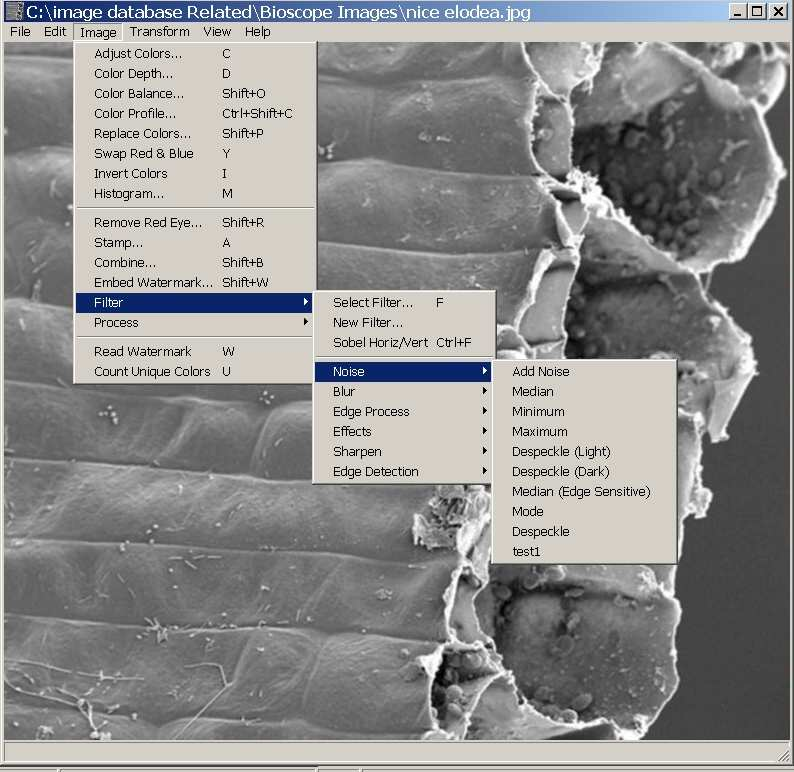 C:\image database Related\Bioscope Images\nice elodea.jpg
File Edit Image Transform View Help
Adjust Colors... C
Color Depth... D
Color Balance... Shift+O
Color Profile... Ctrl+Shift+C
Replace Colors... Shift+P
Swap Red & Blue Y
Invert Colors I
Histogram... M
Remove Red Eye... Shift+R
Stamp... A
Combine... Shift+B
Embed Watermark... Shift+W
Filter
Process
Read Watermark W
Count Unique Colors U
Select Filter... F
New Filter...
Sobel Horiz/Vert Ctrl+F
Noise
Blur
Edge Process
Effects
Sharpen
Edge Detection
Add Noise
Median
Minimum
Maximum
Despeckle (Light)
Despeckle (Dark)
Median (Edge Sensitive)
Mode
Despeckle
test1